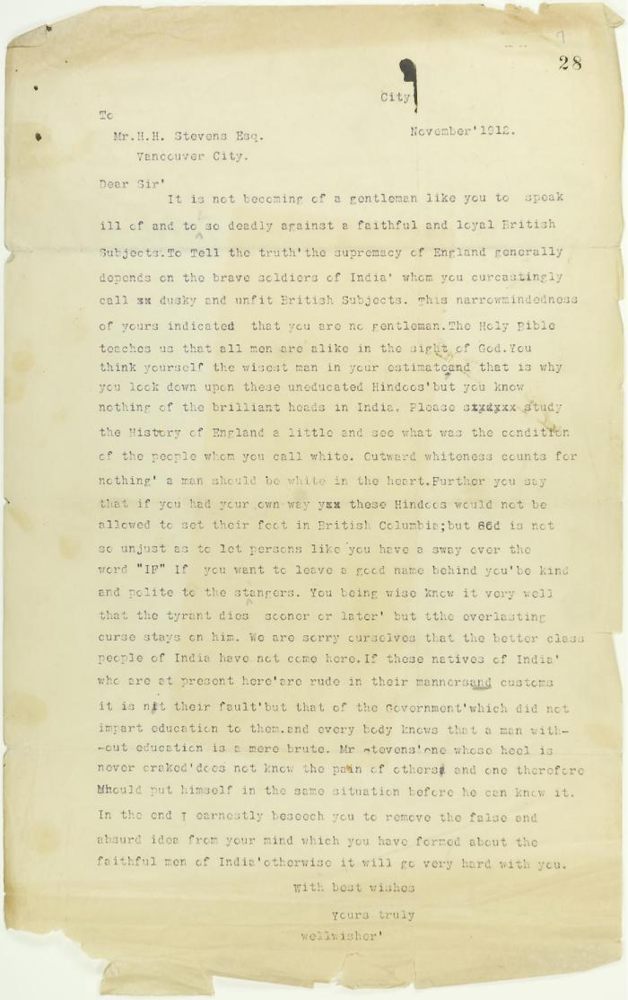 7
28
City
To
November'1912.
Mr.H.H. Stevens Esq.
Vancouver City.
Dear Sir'
It is not becoming of a gentleman like you to speak
ill of and to so deadly against a faithful and loyal British
Subjects.To Tell the truth'the supremacy of England generally
depends on the brave soldiers of India' whom you curcastingly
call xx dusky and unfit British Subjects. This narrowmindedness
of yours indicated that you are no gentleman.The Holy Bible
teaches us that all men are alike in the sight of God.You
think yourself the wisest man in your estimateand that is why
you look down upon these uneducated Hindoos'but you know
nothing of the brilliant heads in India. Please sxydyxx study
the History of England a little and see what was the condition
of the people whom you call white. Outward whiteness counts for
nothing' a man should be white in the heart.Further you say
that if you had your own way yxx these Hindoos would not be
allowed to set their foot in British Columbia;but God is not
so unjust as to let persons like you have a sway over the
word "IF" If you want to leave a good name behind you'be kind
and polite to the stangers. You being wise know it very well
that the tyrant dies sooner or later' but tthe everlasting
curse stays on him. We are sorry ourselves that the better class
people of India have not come here.If these natives of India'
who are at present here'are rude in their mannersand customs
it is nit their fault'but that of the Government'which did not
impart education to them.and every body knows that a man with-
-out education is a mere brute. Mr Stevens'one whose heel is
never craked'does not know the pain of others and one therefore
Should put himself in the same situation before he can know it.
In the end I earnestly beseech you to remove the false and
absurd idea from your mind which you have formed about the
faithful men of India'otherwise it will go very hard with you.
With best wishes
Yours truly
wellwisher'